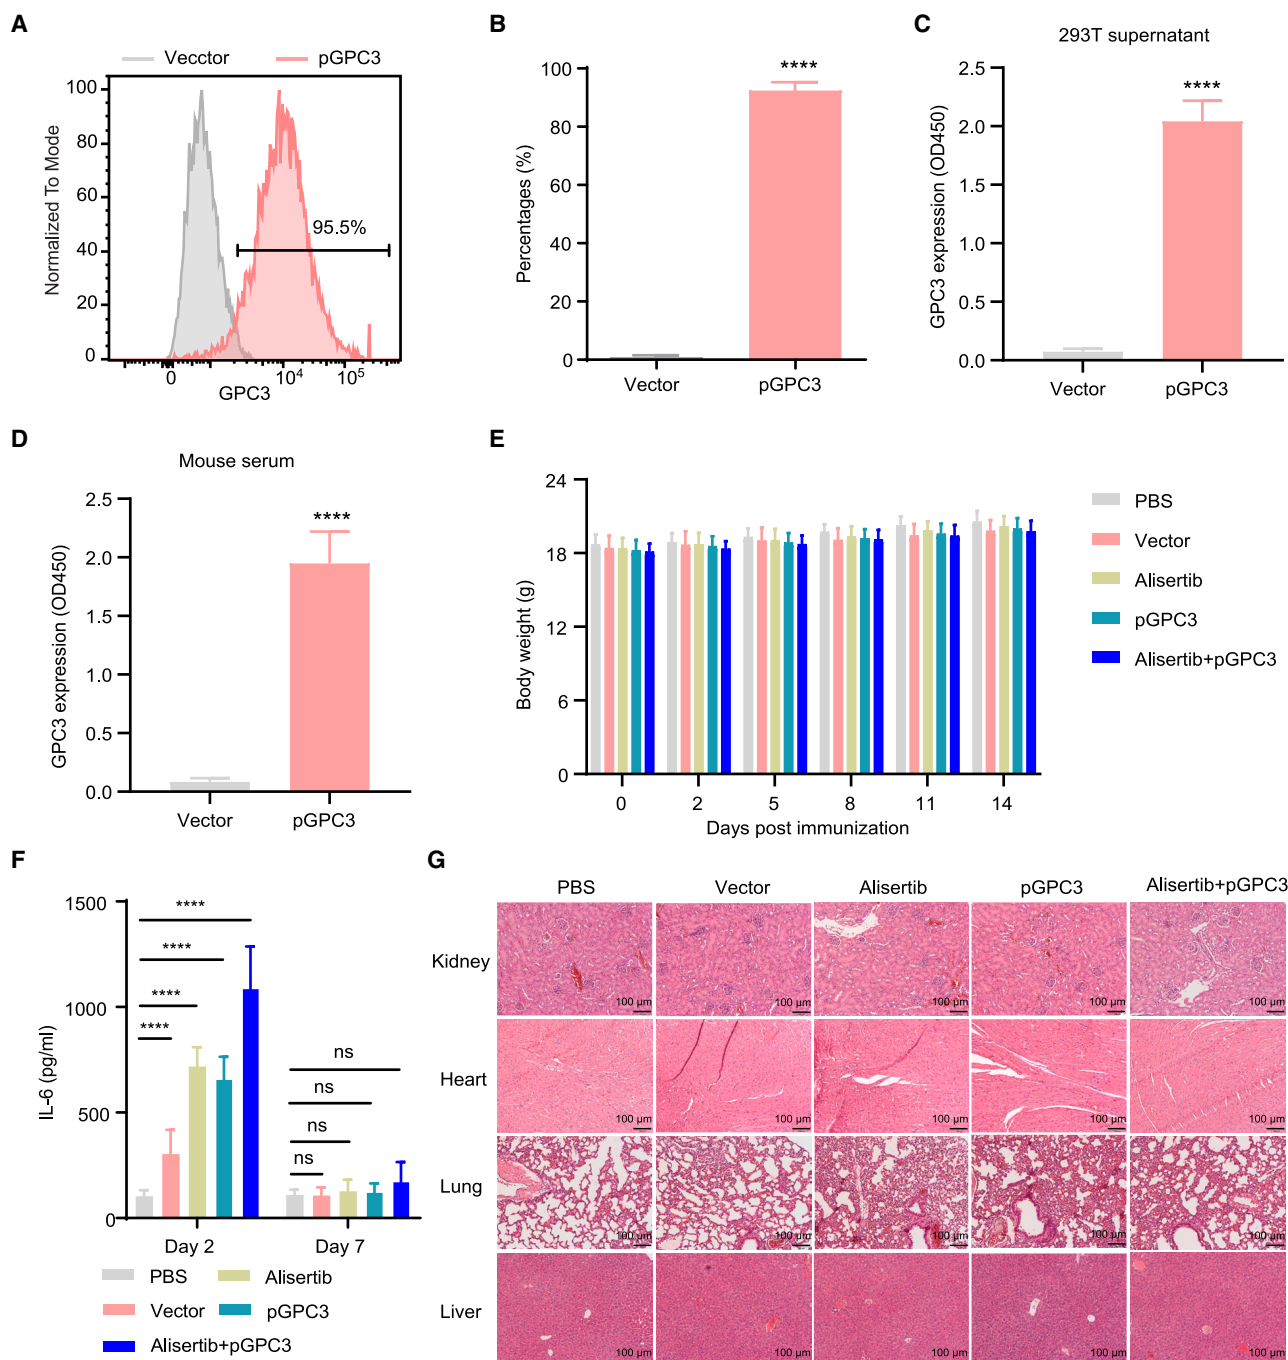 A
Vecctor
pGPC3
Normalized To Mode
100
80
60
40
20
0
95.5%
0
10⁴
10⁵
GPC3
B
Percentages (%)
100
80
60
40
20
0
****
Vector
pGPC3
C
293T supernatant
GPC3 expression (OD450)
2.5
2.0
1.5
1.0
0.5
0.0
****
Vector
pGPC3
D
Mouse serum
GPC3 expression (OD450)
2.5
2.0
1.5
1.0
0.5
0.0
****
Vector
pGPC3
E
Body weight (g)
24
18
12
6
0
0 2 5 8 11 14
Days post immunization
PBS
Vector
Alisertib
pGPC3
Alisertib+pGPC3
F
IL-6 (pg/ml)
1500
1000
500
0
****
****
****
****
ns
ns
ns
ns
Day 2
Day 7
PBS
Alisertib
Vector
pGPC3
Alisertib+pGPC3
G
PBS Vector Alisertib pGPC3 Alisertib+pGPC3
Kidney
100 µm 100 µm 100 µm 100 µm 100 µm
Heart
100 µm 100 µm 100 µm 100 µm 100 µm
Lung
100 µm 100 µm 100 µm 100 µm 100 µm
Liver
100 µm 100 µm 100 µm 100 µm 100 µm